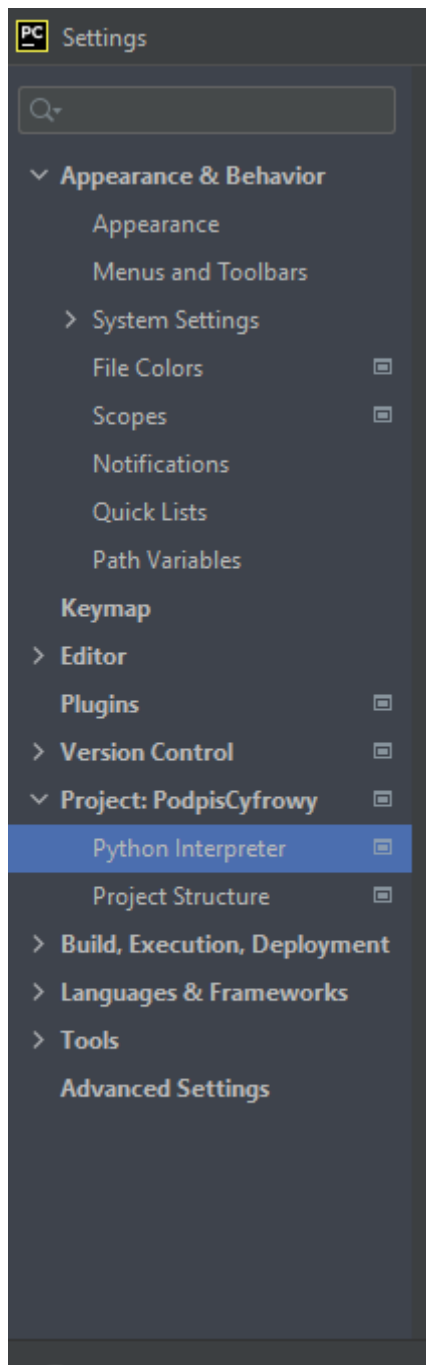 PC Settings
Appearance & Behavior
Appearance
Menus and Toolbars
System Settings
File Colors
Scopes
Notifications
Quick Lists
Path Variables
Keymap
Editor
Plugins
Version Control
Project: PodpisCyfrowy
Python Interpreter
Project Structure
Build, Execution, Deployment
Languages & Frameworks
Tools
Advanced Settings